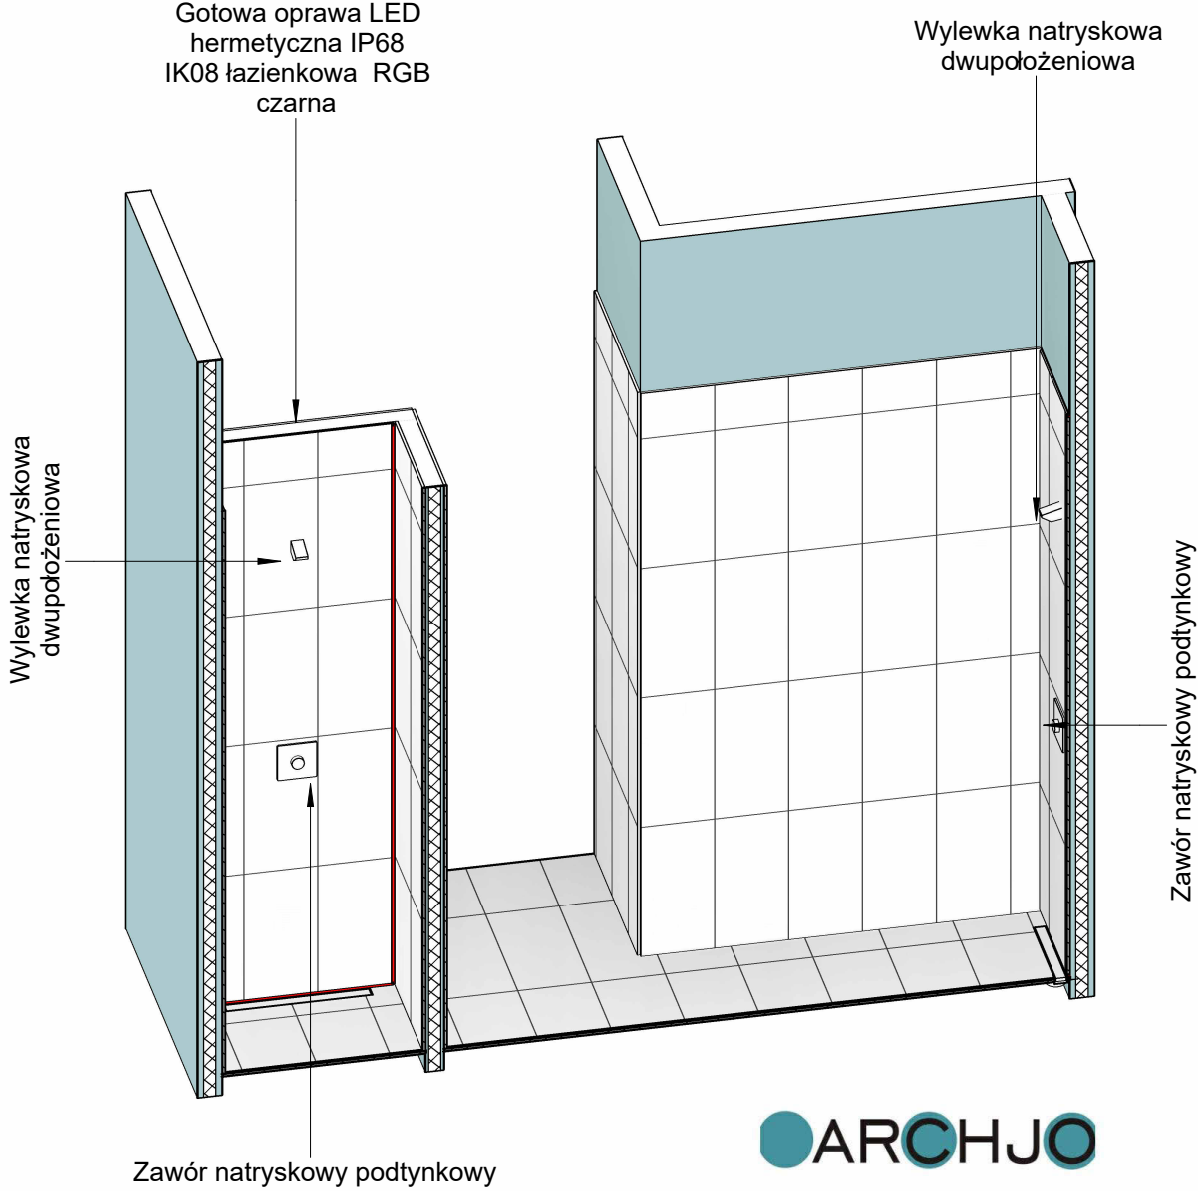 Gotowa oprawa LED
hermetyczna IP68
IK08 łazienkowa RGB
czarna
Wylewka natryskowa
dwupołożeniowa
Wylewka natryskowa
dwupołożeniowa
Zawór natryskowy podtynkowy
Zawór natryskowy podtynkowy
ARCHJO